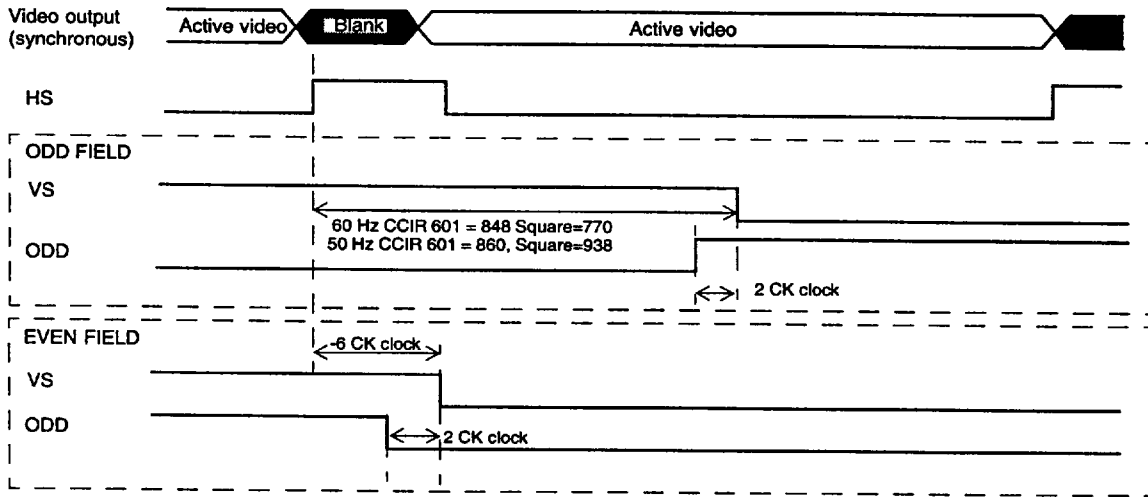 Video output
(synchronous)
Active video
Blank
Active video
HS
ODD FIELD
VS
60 Hz CCIR 601 = 848 Square=770
50 Hz CCIR 601 = 860, Square=938
ODD
2 CK clock
EVEN FIELD
-6 CK clock
VS
ODD
2 CK clock